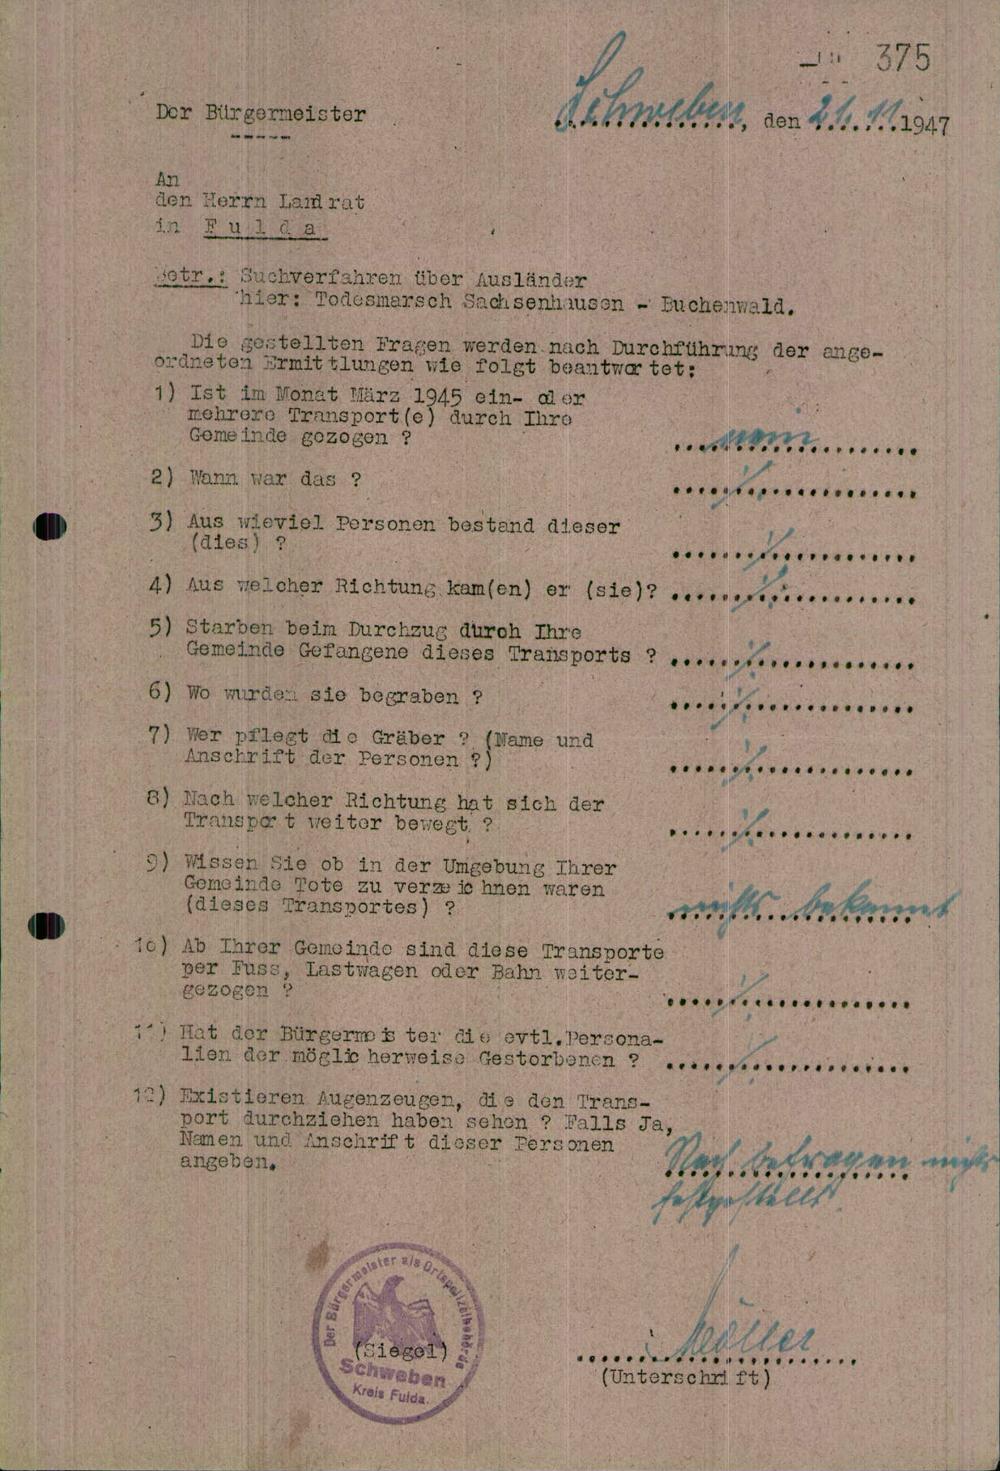 375
Der Bürgermeister
Schweben, den 21. 11. 1947
An
den Herrn Landrat
in Fulda
Betr.: Suchverfahren über Ausländer
hier: Todesmarsch Sachsenhausen - Buchenwald.
Die gestellten Fragen werden nach Durchführung der ange-
ordneten Ermittlungen wie folgt beantwortet:
1) Ist im Monat März 1945 ein- oder
mehrere Transport(e) durch Ihre
Gemeinde gezogen ? nein
2) Wann war das ? /
3) Aus wieviel Personen bestand dieser
(dies) ? /
4) Aus welcher Richtung kam(en) er (sie)? /
5) Starben beim Durchzug durch Ihre
Gemeinde Gefangene dieses Transports ? /
6) Wo wurden sie begraben ? /
7) Wer pflegt die Gräber ? (Name und
Anschrift der Personen ?) /
8) Nach welcher Richtung hat sich der
Transport weiter bewegt ? /
9) Wissen Sie ob in der Umgebung Ihrer
Gemeinde Tote zu verzeichnen waren
(dieses Transportes) ? nichts bekannt
10) Ab Ihrer Gemeinde sind diese Transporte
per Fuss, Lastwagen oder Bahn weiter-
gezogen ? /
11) Hat der Bürgermeister die evtl.Persona-
lien der möglicherweise Gestorbenen ? /
12) Existieren Augenzeugen, die den Trans-
port durchziehen haben sehen ? Falls Ja,
Namen und Anschrift dieser Personen
angeben. Nach befragen nichts
festgestellt.
Der Bürgermeister als Ortspolizeibehörde
(Siegel)
Schweben
Kreis Fulda.
Möller
(Unterschrift)